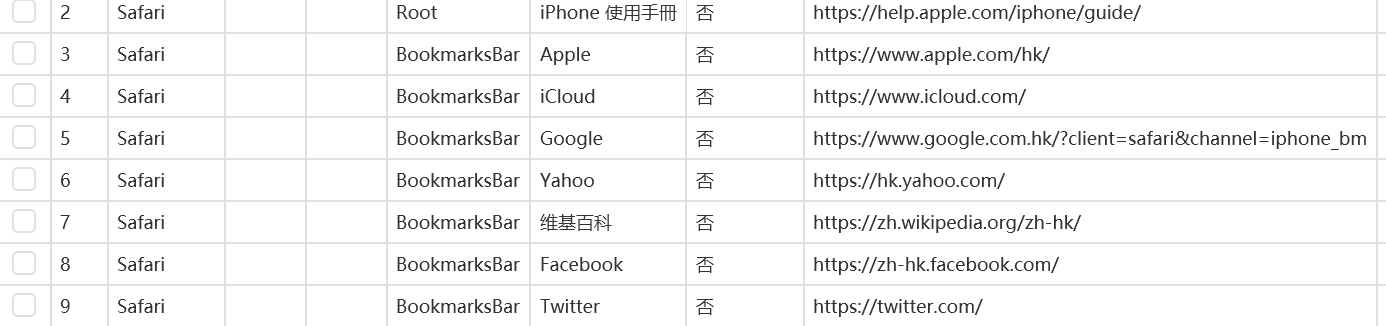 2 Safari Root iPhone 使用手冊 否 https://help.apple.com/iphone/guide/
3 Safari BookmarksBar Apple 否 https://www.apple.com/hk/
4 Safari BookmarksBar iCloud 否 https://www.icloud.com/
5 Safari BookmarksBar Google 否 https://www.google.com.hk/?client=safari&channel=iphone_bm
6 Safari BookmarksBar Yahoo 否 https://hk.yahoo.com/
7 Safari BookmarksBar 维基百科 否 https://zh.wikipedia.org/zh-hk/
8 Safari BookmarksBar Facebook 否 https://zh-hk.facebook.com/
9 Safari BookmarksBar Twitter 否 https://twitter.com/